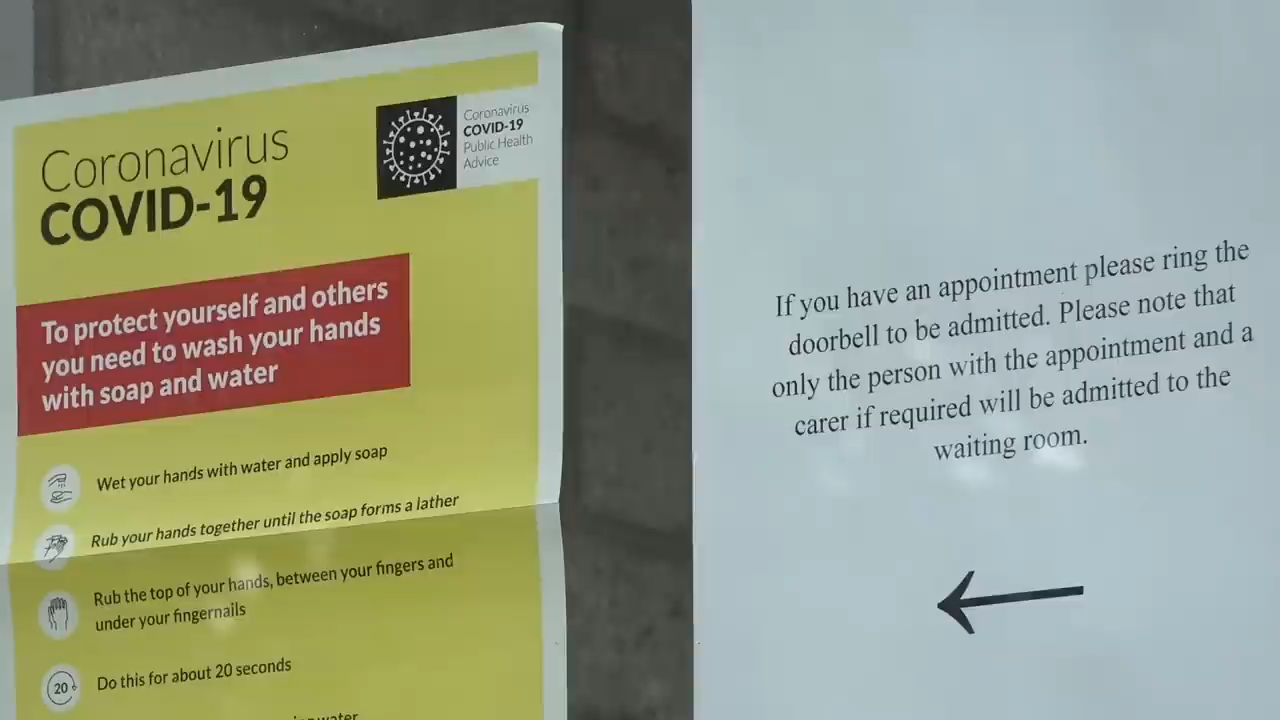 Coronavirus
COVID-19
Coronavirus
COVID-19
Public Health
Advice
To protect yourself and others
you need to wash your hands
with soap and water
Wet your hands with water and apply soap
Rub your hands together until the soap forms a lather
Rub the top of your hands, between your fingers and
under your fingernails
20
Do this for about 20 seconds
water
If you have an appointment please ring the
doorbell to be admitted. Please note that
only the person with the appointment and a
carer if required will be admitted to the
waiting room.